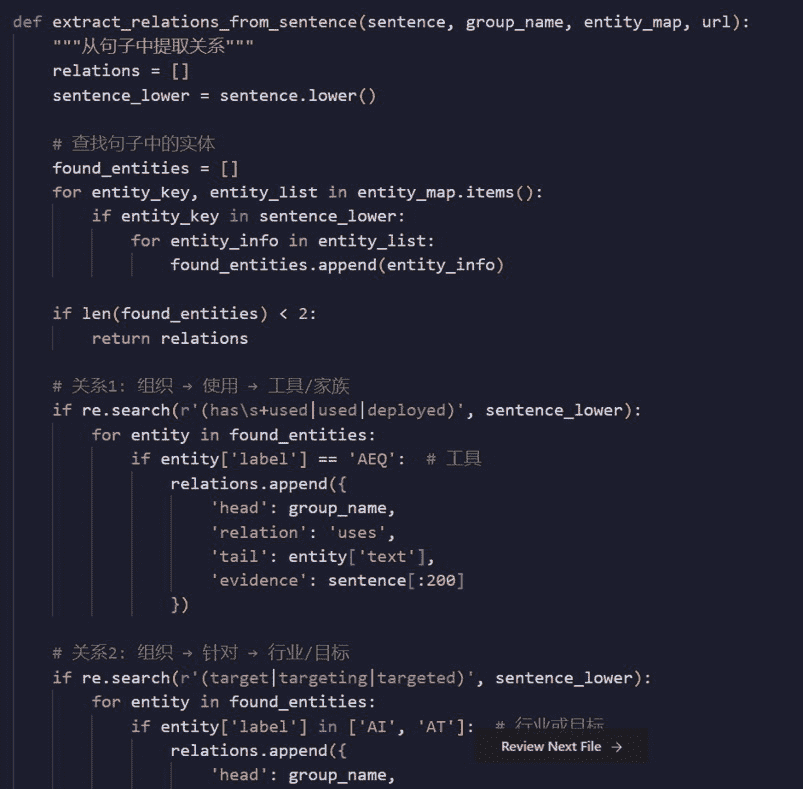 def extract_relations_from_sentence(sentence, group_name, entity_map, url):
    """从句子中提取关系"""
    relations = []
    sentence_lower = sentence.lower()

    # 查找句子中的实体
    found_entities = []
    for entity_key, entity_list in entity_map.items():
        if entity_key in sentence_lower:
            for entity_info in entity_list:
                found_entities.append(entity_info)

    if len(found_entities) < 2:
        return relations

    # 关系1: 组织 → 使用 → 工具/家族
    if re.search(r'(has\s+used|used|deployed)', sentence_lower):
        for entity in found_entities:
            if entity['label'] == 'AEQ':  # 工具
                relations.append({
                    'head': group_name,
                    'relation': 'uses',
                    'tail': entity['text'],
                    'evidence': sentence[:200]
                })

    # 关系2: 组织 → 针对 → 行业/目标
    if re.search(r'(target|targeting|targeted)', sentence_lower):
        for entity in found_entities:
            if entity['label'] in ['AI', 'AT']:  # 行业或目标
                relations.append({
Review Next File →
                    'head': group_name,